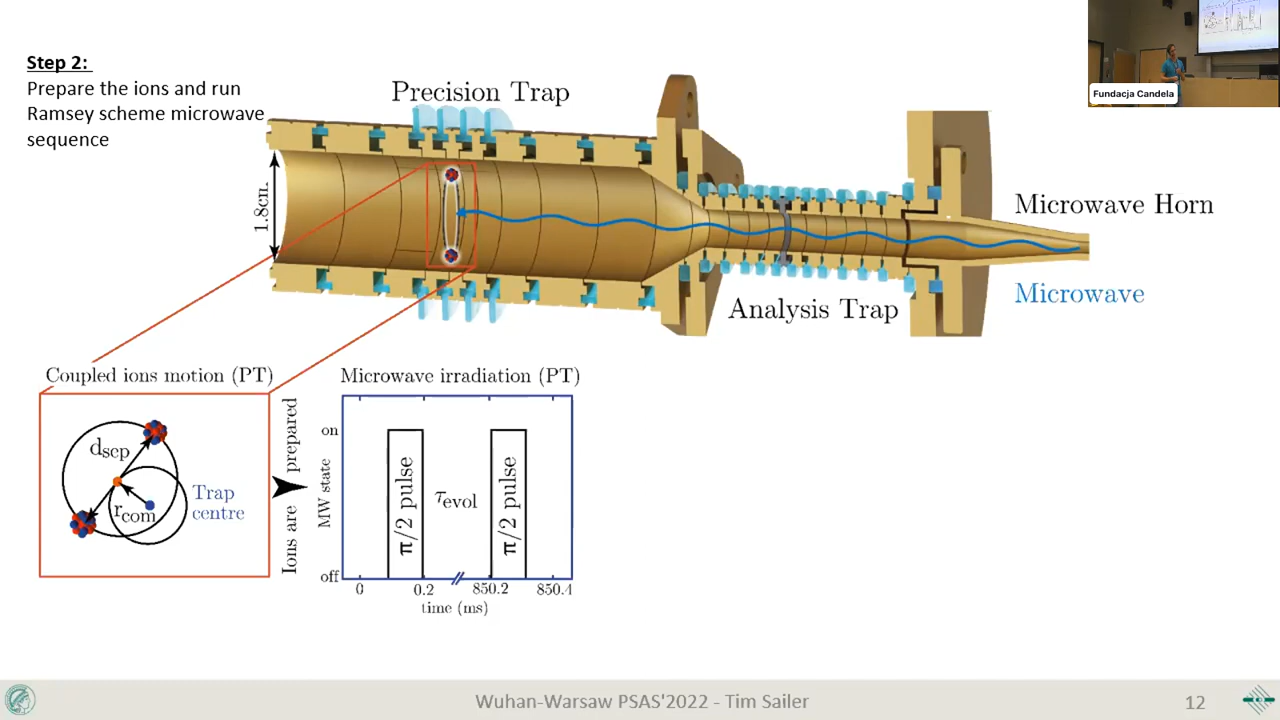 Step 2:
Prepare the ions and run
Ramsey scheme microwave
sequence
Precision Trap
Fundacja Candela
1.8cm.
Microwave Horn
Microwave
Analysis Trap
Coupled ions motion (PT)
d_scp
r_com
Trap
centre
Ions are prepared
Microwave irradiation (PT)
MW state
on
off
π/2 pulse
τ_evol
π/2 pulse
0 0.2 850.2 850.4
time (ms)
Wuhan-Warsaw PSAS'2022 - Tim Sailer
12